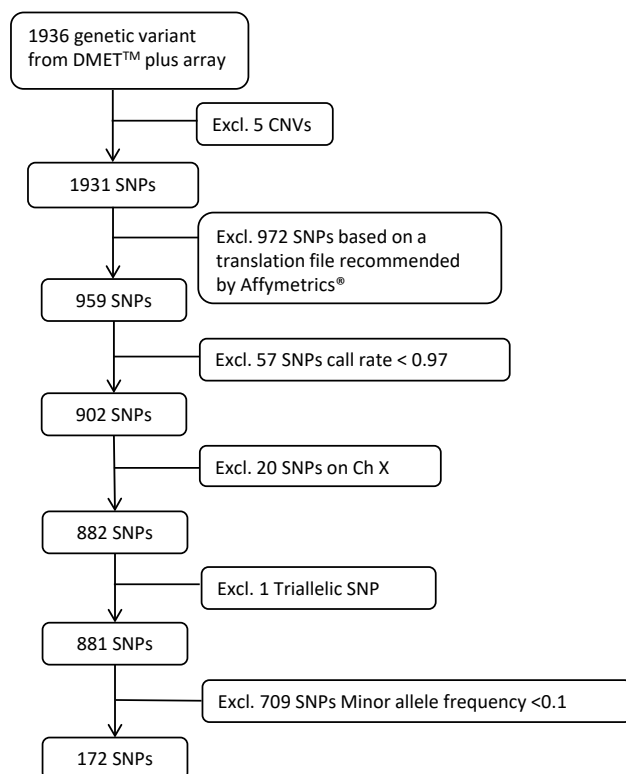 1936 genetic variant
from DMET™ plus array
Excl. 5 CNVs
1931 SNPs
Excl. 972 SNPs based on a
translation file recommended
by Affymetrics®
959 SNPs
Excl. 57 SNPs call rate < 0.97
902 SNPs
Excl. 20 SNPs on Ch X
882 SNPs
Excl. 1 Triallelic SNP
881 SNPs
Excl. 709 SNPs Minor allele frequency <0.1
172 SNPs